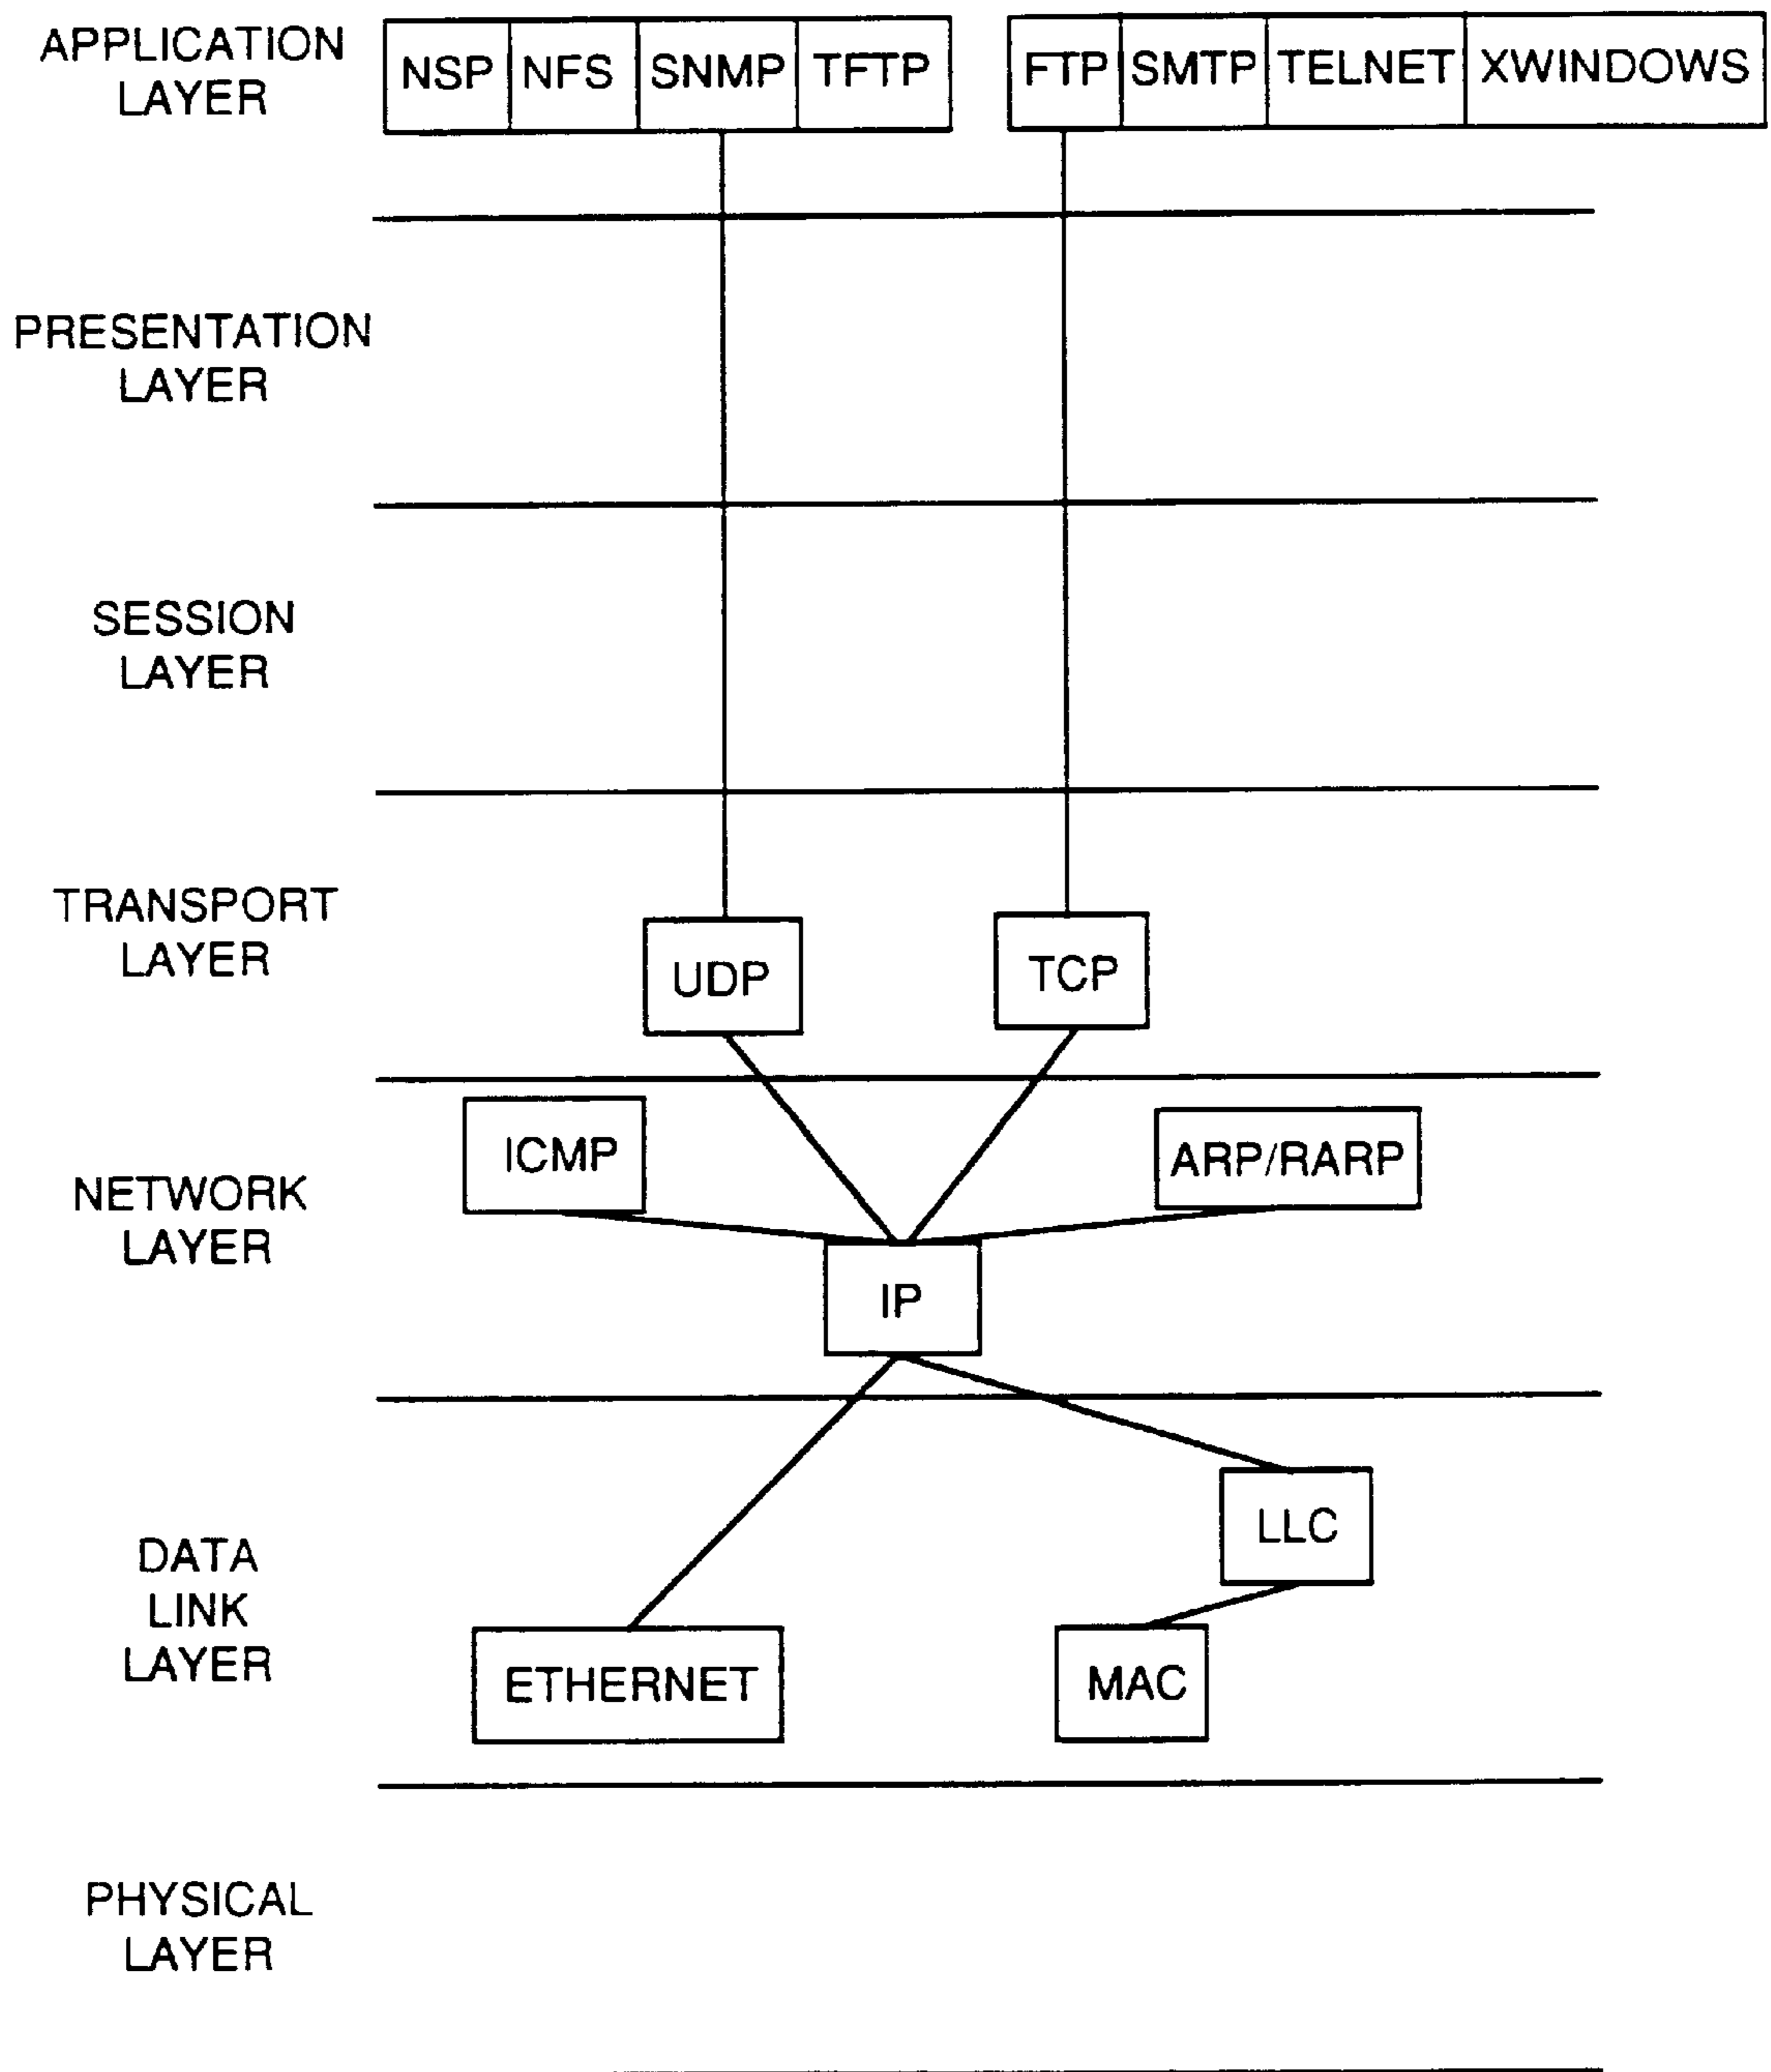 APPLICATION
LAYER
NSP NFS SNMP TFTP
FTP SMTP TELNET XWINDOWS
PRESENTATION
LAYER
SESSION
LAYER
TRANSPORT
LAYER
UDP
TCP
NETWORK
LAYER
ICMP
ARP/RARP
IP
DATA
LINK
LAYER
LLC
ETHERNET
MAC
PHYSICAL
LAYER